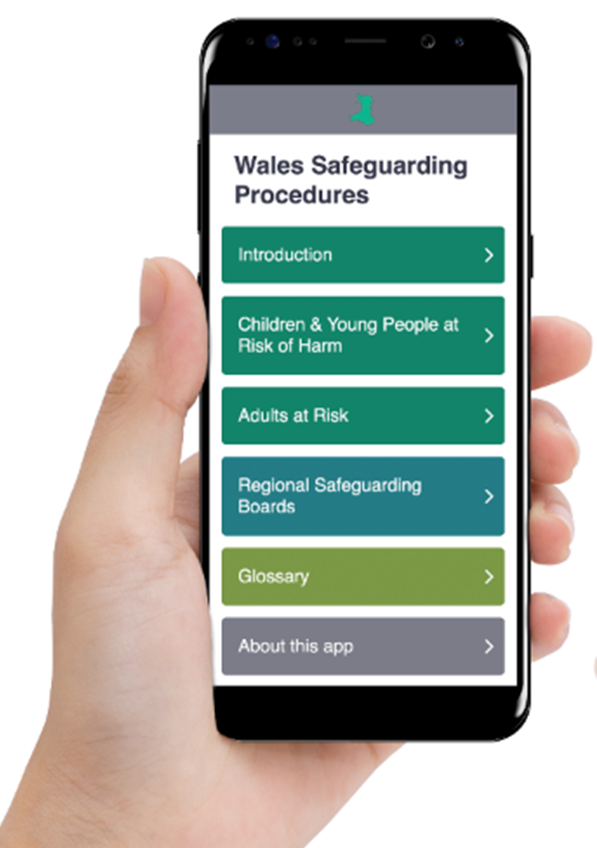 Wales Safeguarding
Procedures
Introduction
Children & Young People at
Risk of Harm
Adults at Risk
Regional Safeguarding
Boards
Glossary
About this app